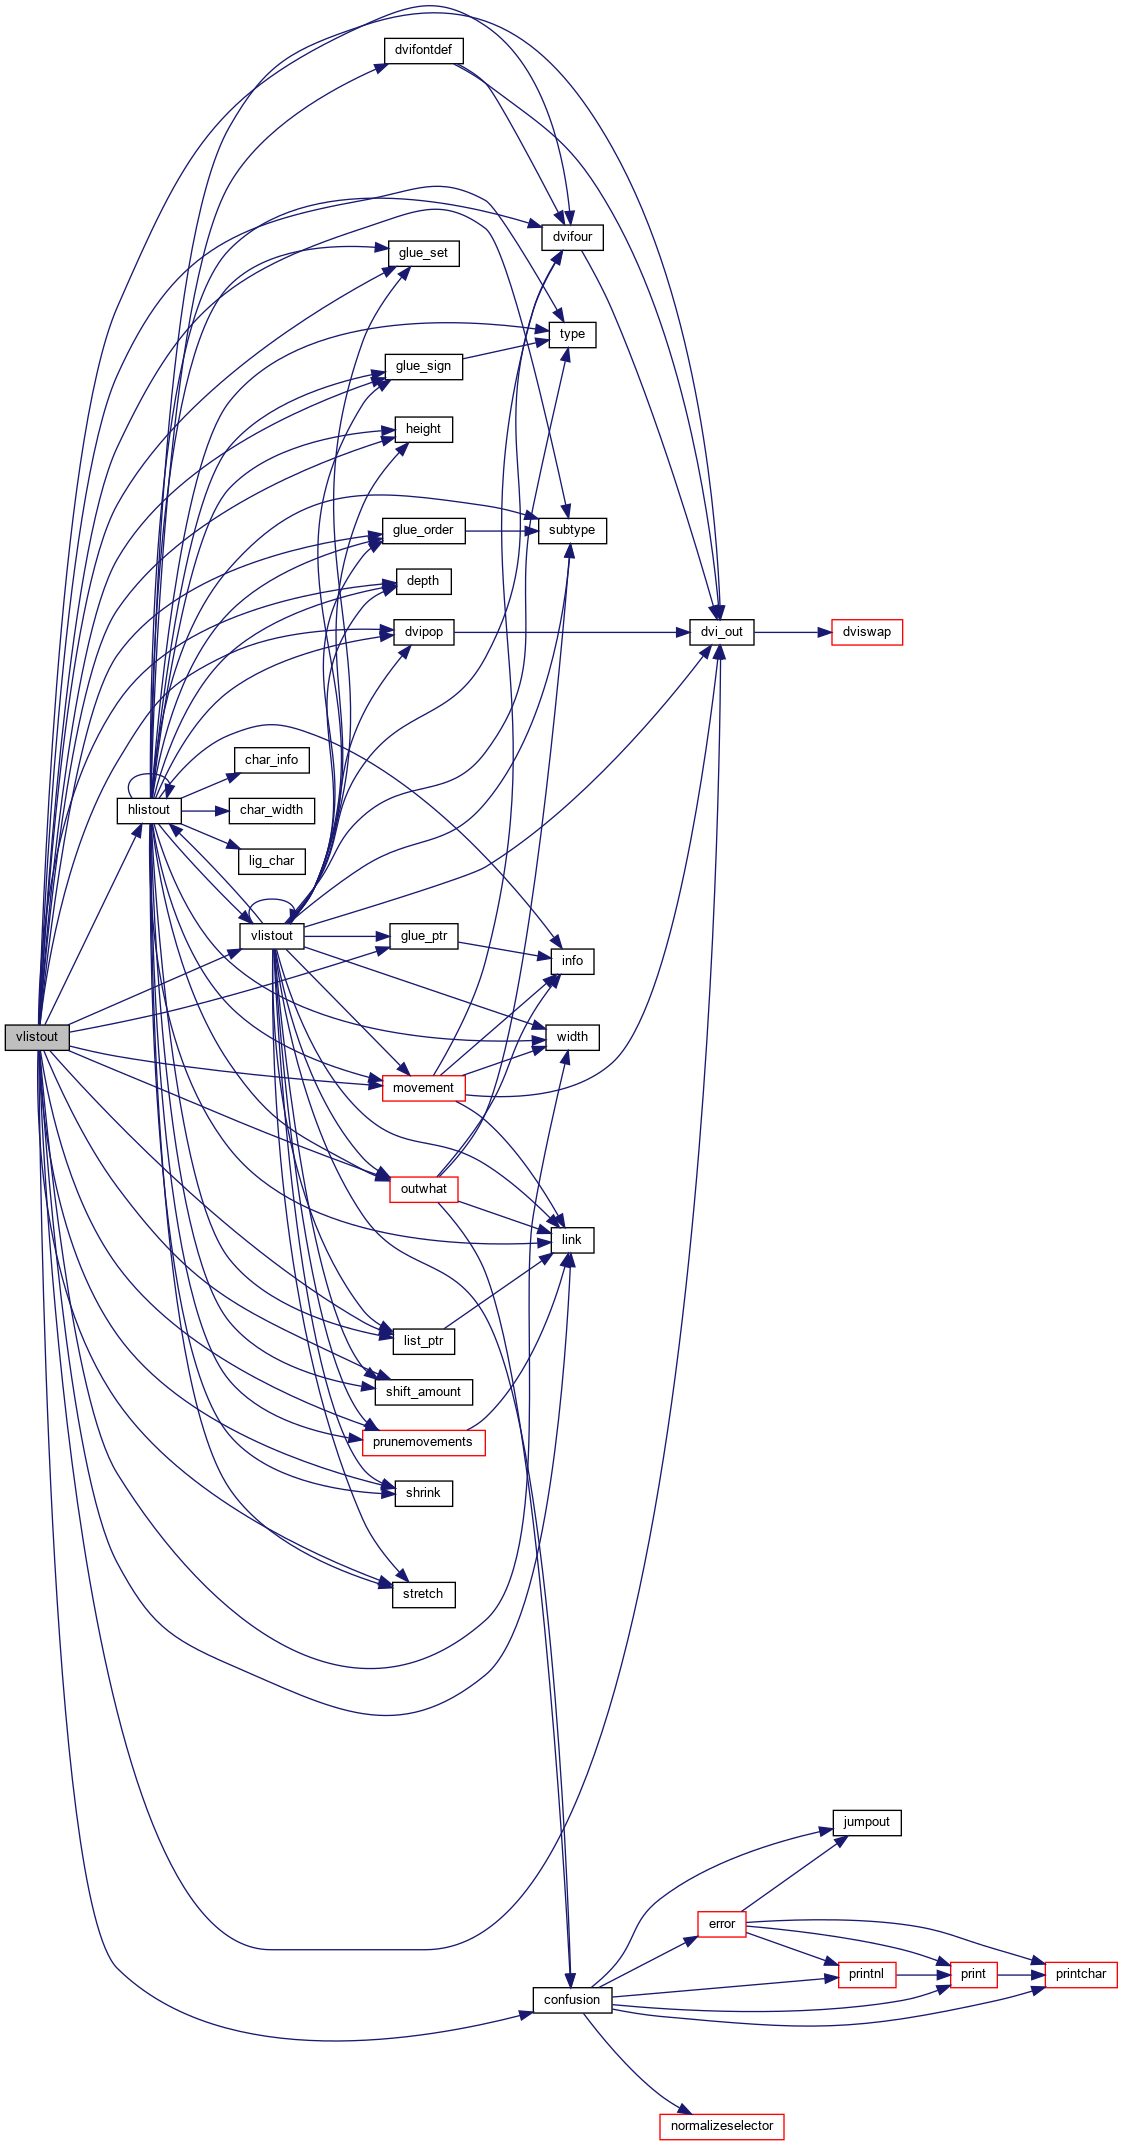 dvifontdef
dvifour
glue_set
type
glue_sign
height
glue_order
subtype
depth
dvipop
dvi_out
dviswap
char_info
hlistout
char_width
lig_char
vlistout
glue_ptr
info
vlistout
width
movement
outwhat
link
list_ptr
shift_amount
prunemovements
shrink
stretch
jumpout
error
printnl
print
printchar
confusion
normalizeselector